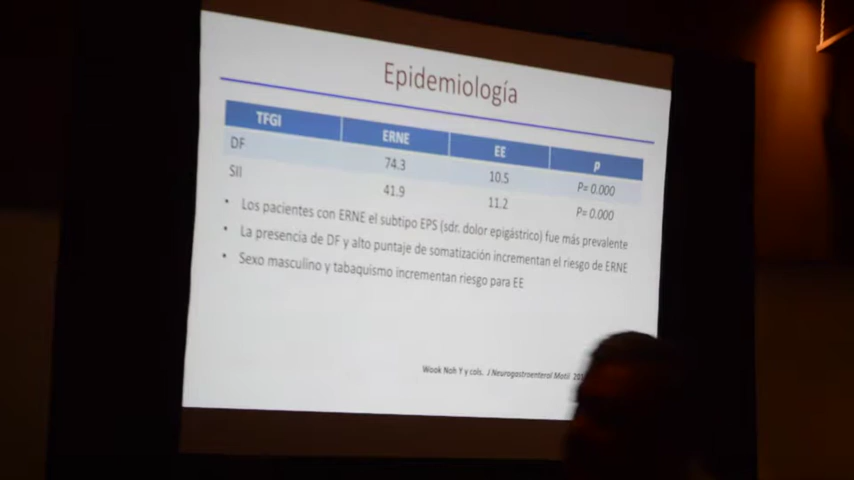 Epidemiología
TFGI ERNE EE p
DF 74.3 10.5 P= 0.000
SII 41.9 11.2 P= 0.000
• Los pacientes con ERNE el subtipo EPS (sdr. dolor epigástrico) fue más prevalente
• La presencia de DF y alto puntaje de somatización incrementan el riesgo de ERNE
• Sexo masculino y tabaquismo incrementan riesgo para EE
Wook Noh Y y cols. J Neurogastroenterol Motil